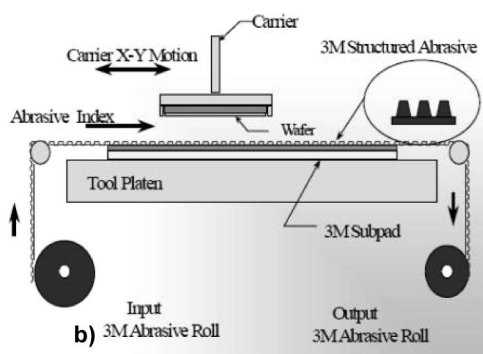 Carrier
Carrier X-Y Motion
3M Structured Abrasive
Abrasive Index
Wafer
Tool Platen
3M Subpad
Input
3M Abrasive Roll
Output
3M Abrasive Roll
b)